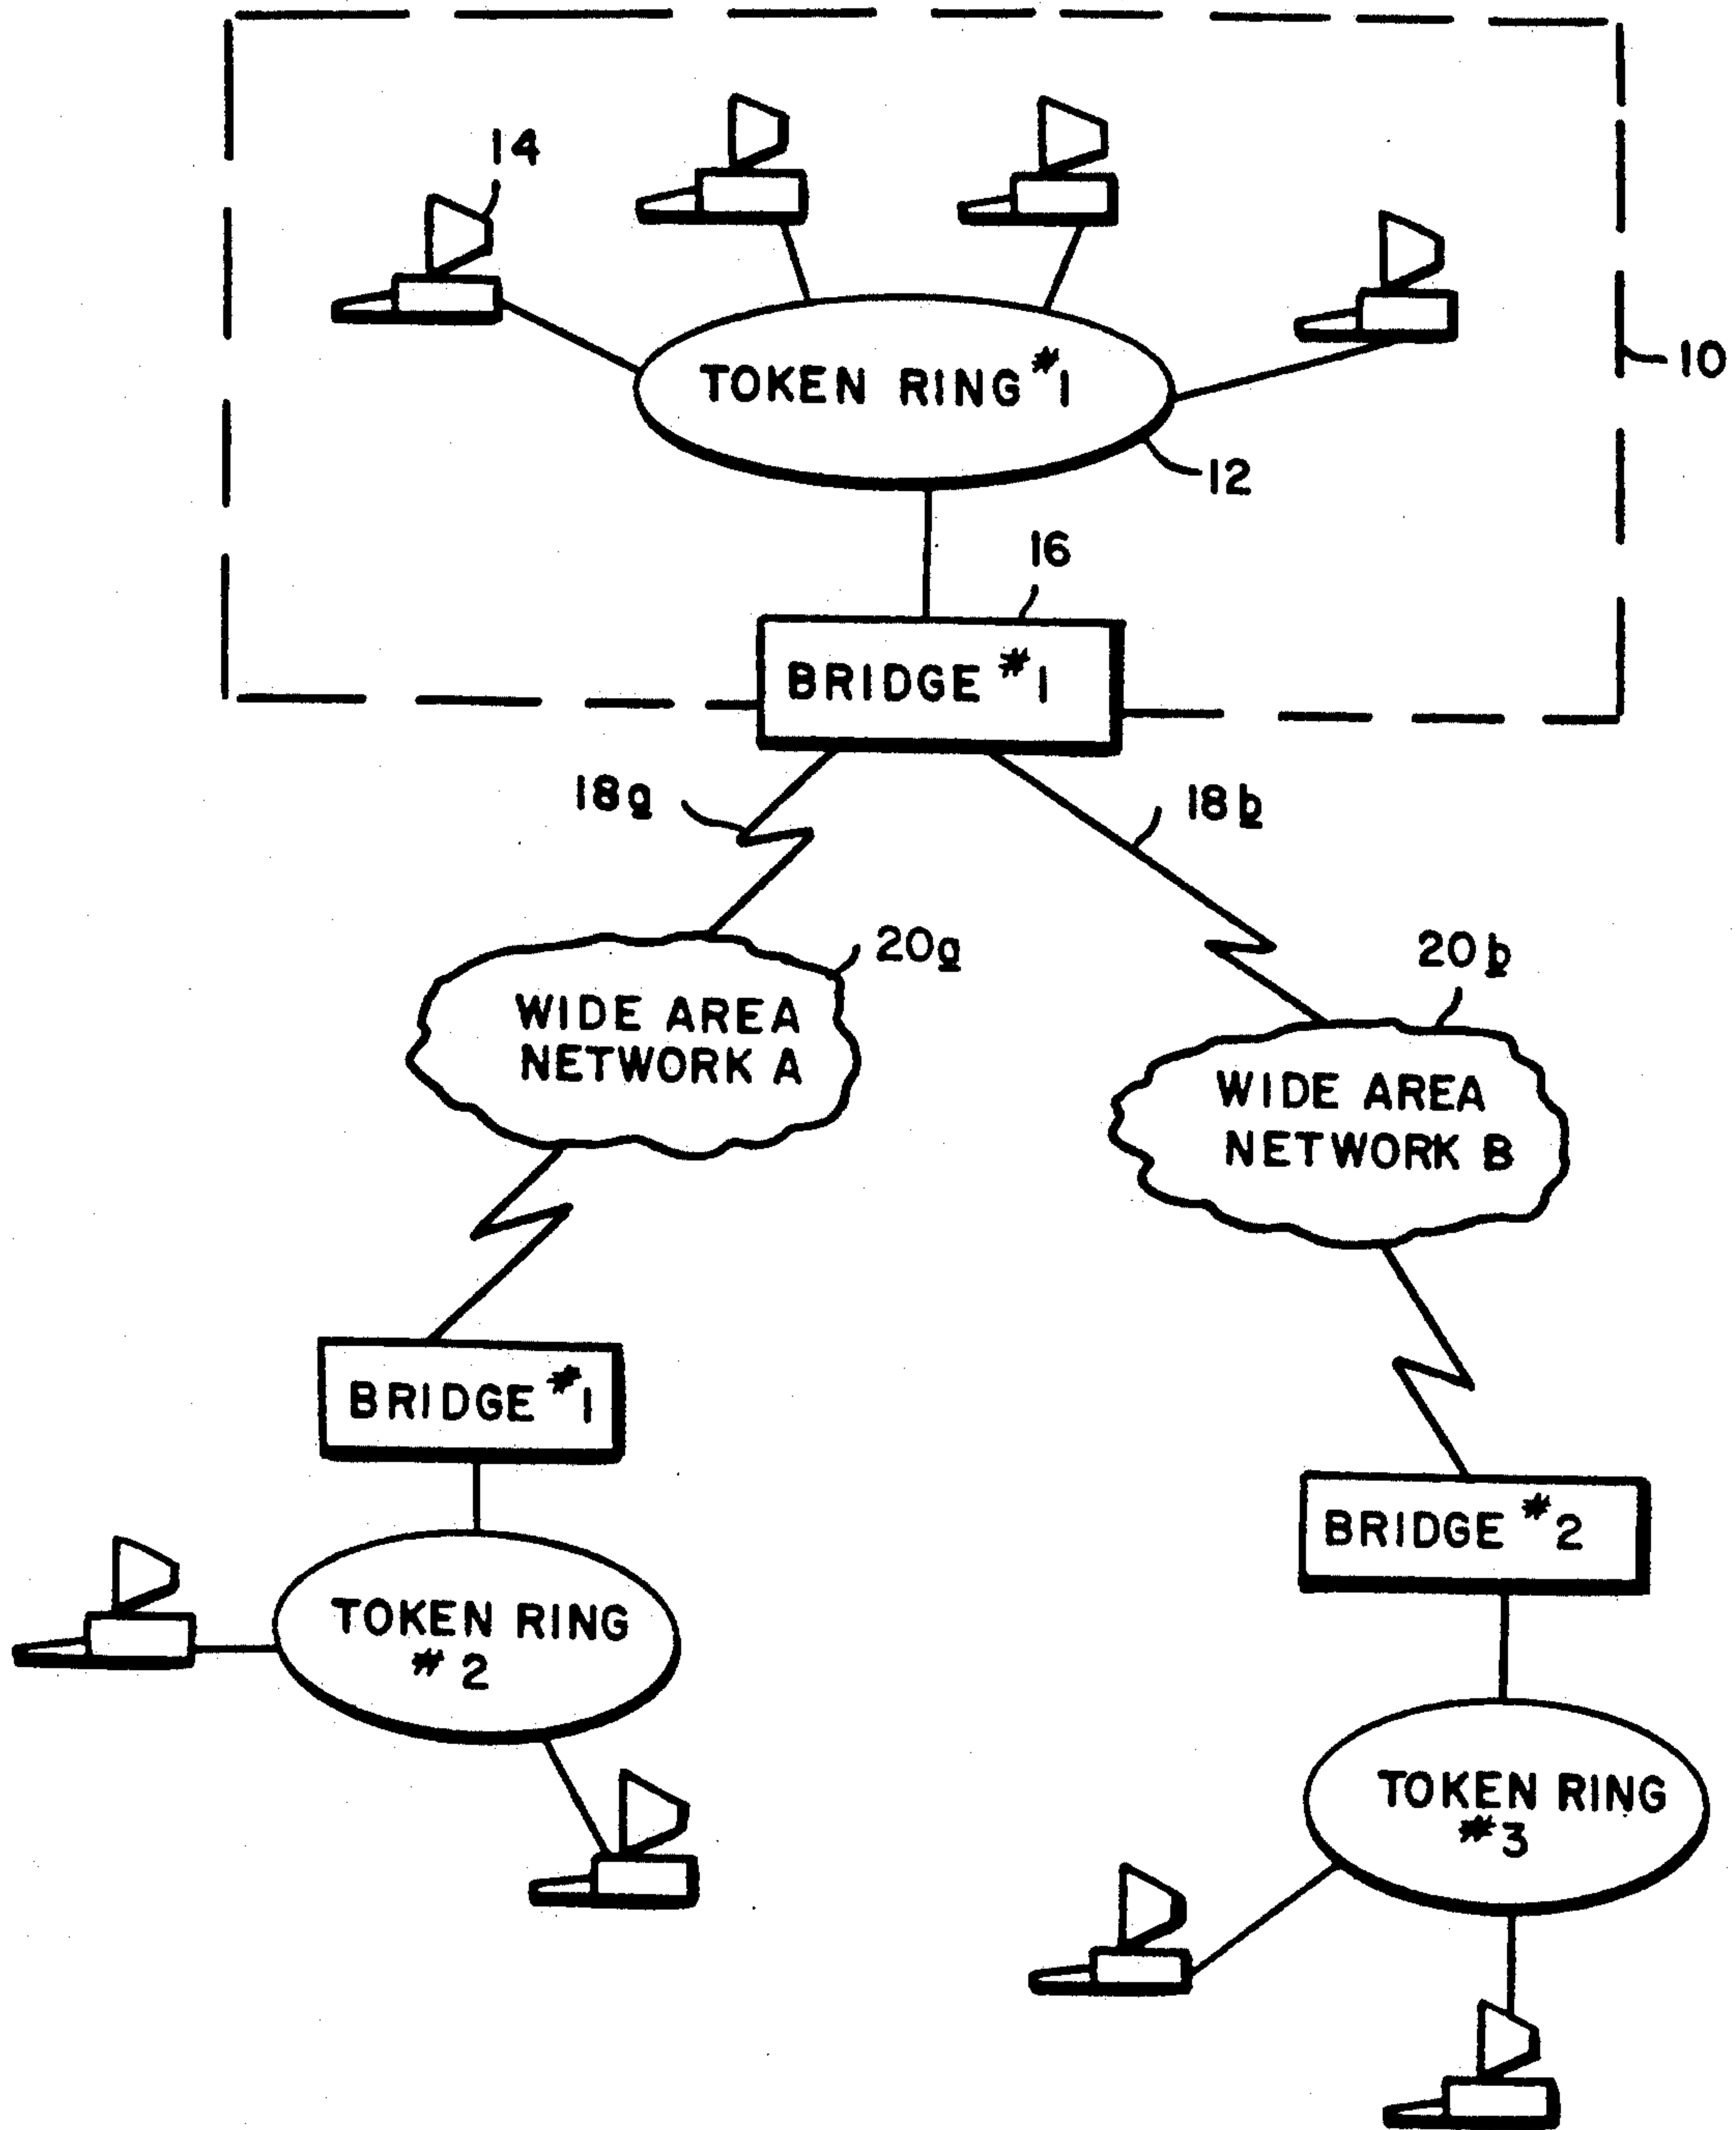 14
10
TOKEN RING #1
12
16
BRIDGE #1
18a
18b
20a
20b
WIDE AREA
NETWORK A
WIDE AREA
NETWORK B
BRIDGE #1
BRIDGE #2
TOKEN RING
#2
TOKEN RING
#3